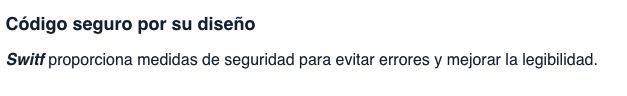 Código seguro por su diseño
Switf proporciona medidas de seguridad para evitar errores y mejorar la legibilidad.